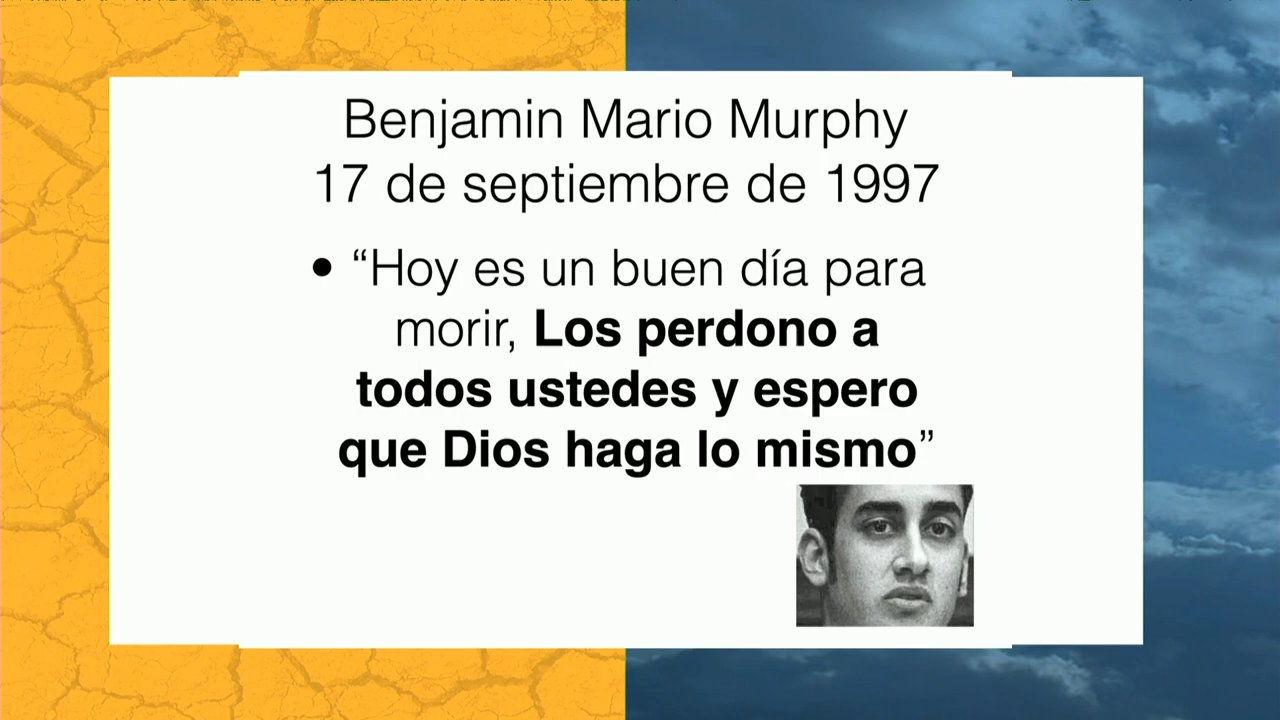 Benjamin Mario Murphy
17 de septiembre de 1997
• “Hoy es un buen día para
morir, Los perdono a
todos ustedes y espero
que Dios haga lo mismo”